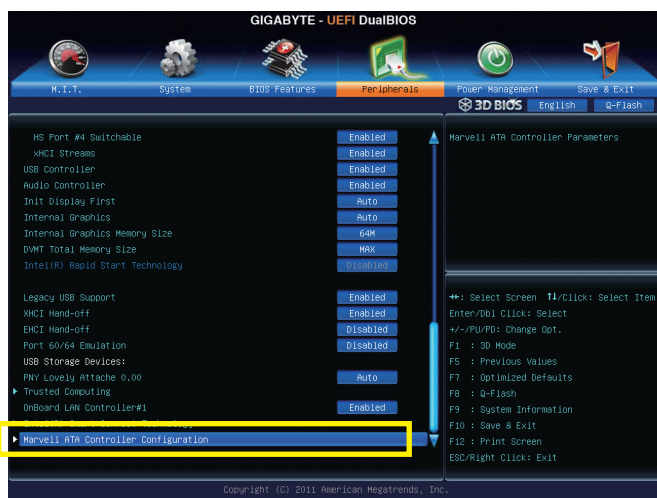 GIGABYTE - UEFI DualBIOS
M.I.T. System BIOS Features Peripherals Power Management Save & Exit
3D BIOS English Q-Flash
HS Port #4 Switchable Enabled
xHCI Streams Enabled
USB Controller Enabled
Audio Controller Enabled
Init Display First Auto
Internal Graphics Auto
Internal Graphics Memory Size 64M
DVMT Total Memory Size MAX
Intel(R) Rapid Start Technology Disabled
Legacy USB Support Enabled
XHCI Hand-off Enabled
EHCI Hand-off Disabled
Port 60/64 Emulation Disabled
USB Storage Devices:
PNY Lovely Attache 0.00 Auto
Trusted Computing
OnBoard LAN Controller#1 Enabled
Intel(R) Smart Connect Technology
Marvell ATA Controller Configuration
Marvell ATA Controller Parameters
→←: Select Screen ↑↓/Click: Select Item
Enter/Dbl Click: Select
+/-/PU/PD: Change Opt.
F1 : 3D Mode
F5 : Previous Values
F7 : Optimized Defaults
F8 : Q-Flash
F9 : System Information
F10 : Save & Exit
F12 : Print Screen
ESC/Right Click: Exit
Copyright (C) 2011 American Megatrends, Inc.